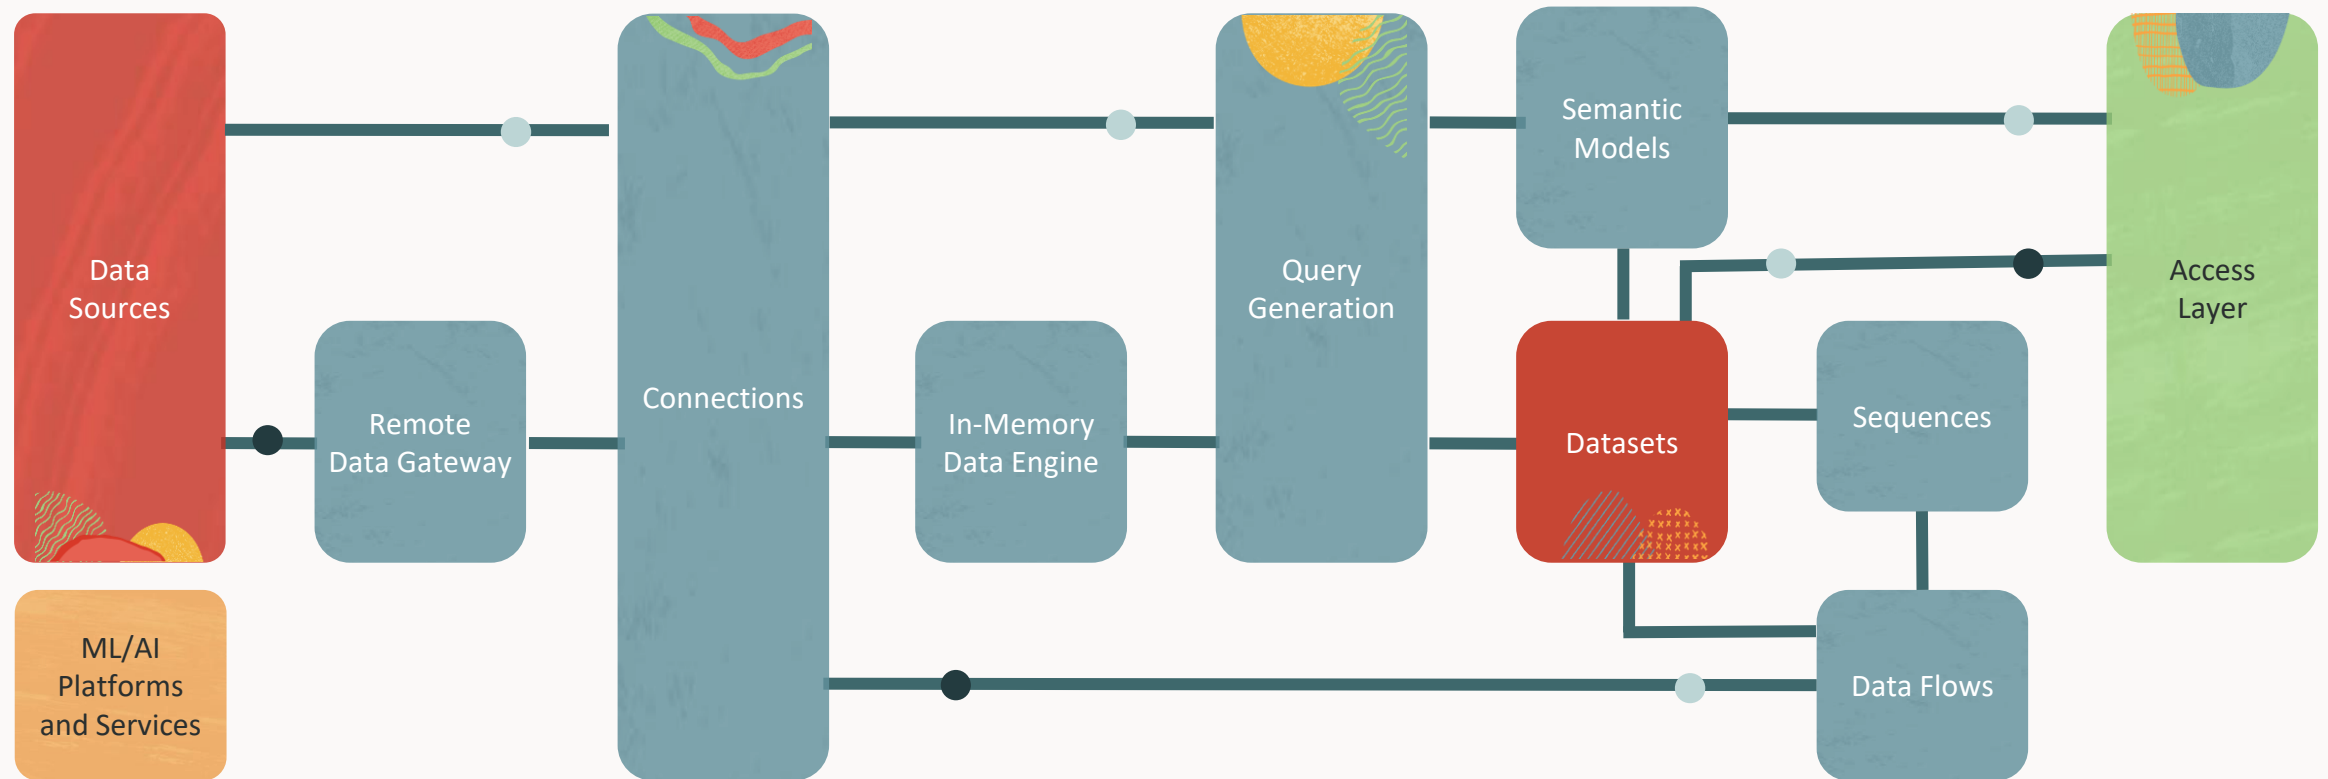 Data
Sources
ML/AI
Platforms
and Services
Remote
Data Gateway
Connections
In-Memory
Data Engine
Query
Generation
Semantic
Models
Datasets
Sequences
Data Flows
Access
Layer